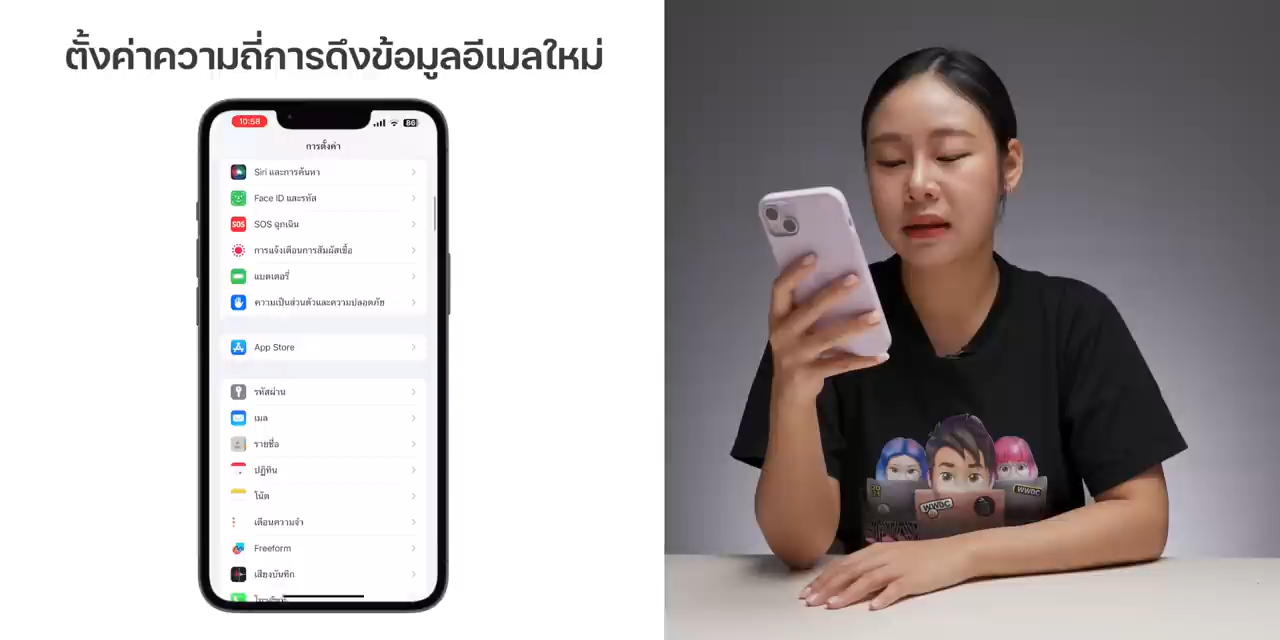 ตั้งค่าความถี่การดึงข้อมูลอีเมลใหม่
10:58
86
การตั้งค่า
Siri และการค้นหา
Face ID และรหัส
SOS
SOS ฉุกเฉิน
การแจ้งเตือนการสัมผัสเชื้อ
แบตเตอรี่
ความเป็นส่วนตัวและความปลอดภัย
App Store
รหัสผ่าน
เมล
รายชื่อ
ปฏิทิน
โน้ต
เตือนความจำ
Freeform
เสียงบันทึก
WWDC
WWDC